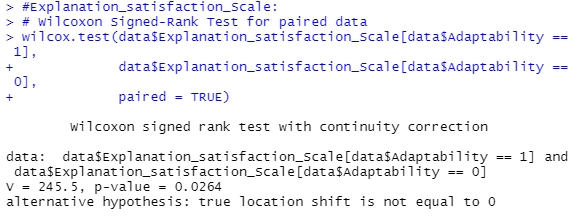 > #Explanation_satisfaction_Scale:
> # Wilcoxon Signed-Rank Test for paired data
> wilcox.test(data$Explanation_satisfaction_Scale[data$Adaptability ==
 1],
+             data$Explanation_satisfaction_Scale[data$Adaptability ==
 0],
+             paired = TRUE)
        Wilcoxon signed rank test with continuity correction
data:  data$Explanation_satisfaction_Scale[data$Adaptability == 1] and
 data$Explanation_satisfaction_Scale[data$Adaptability == 0]
V = 245.5, p-value = 0.0264
alternative hypothesis: true location shift is not equal to 0